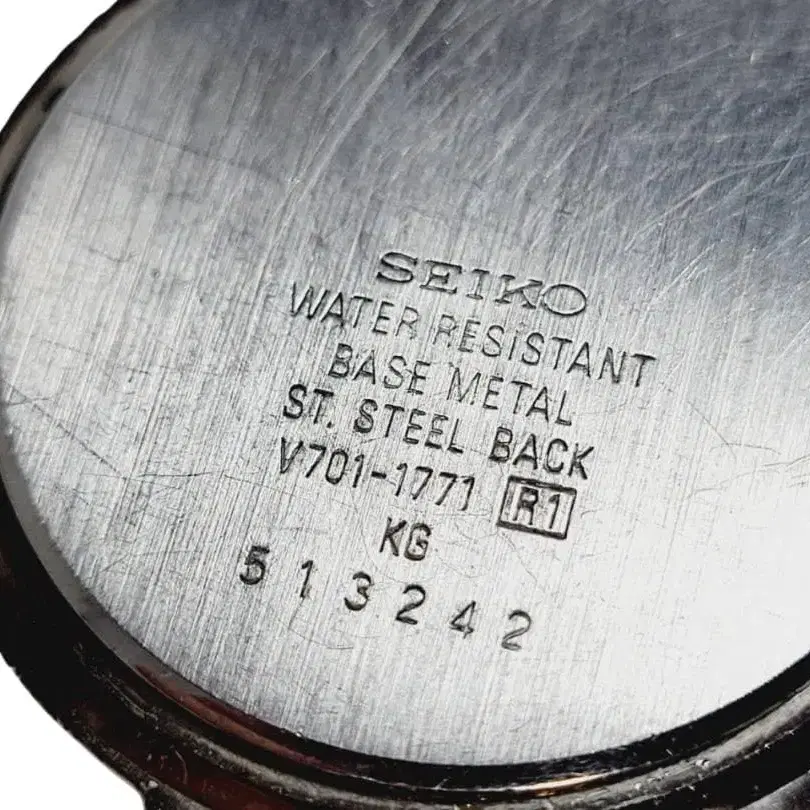 SEIKO
WATER RESISTANT
BASE METAL
ST. STEEL BACK
V701-1771 R1
KG
513242